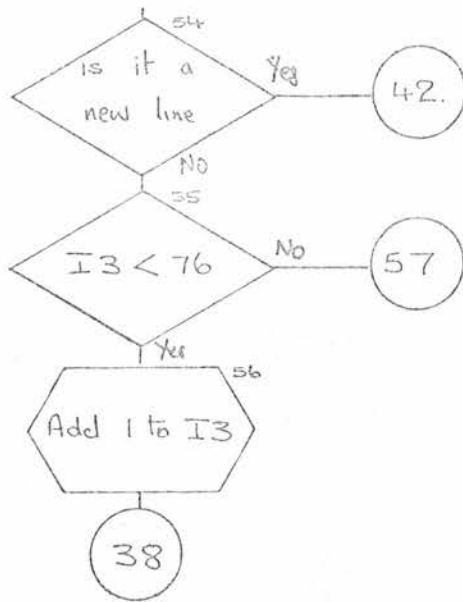 54
is it a
new line
Yes
42.
NO
55
I3 < 76
No
57
Yes
56
Add 1 to I3
38